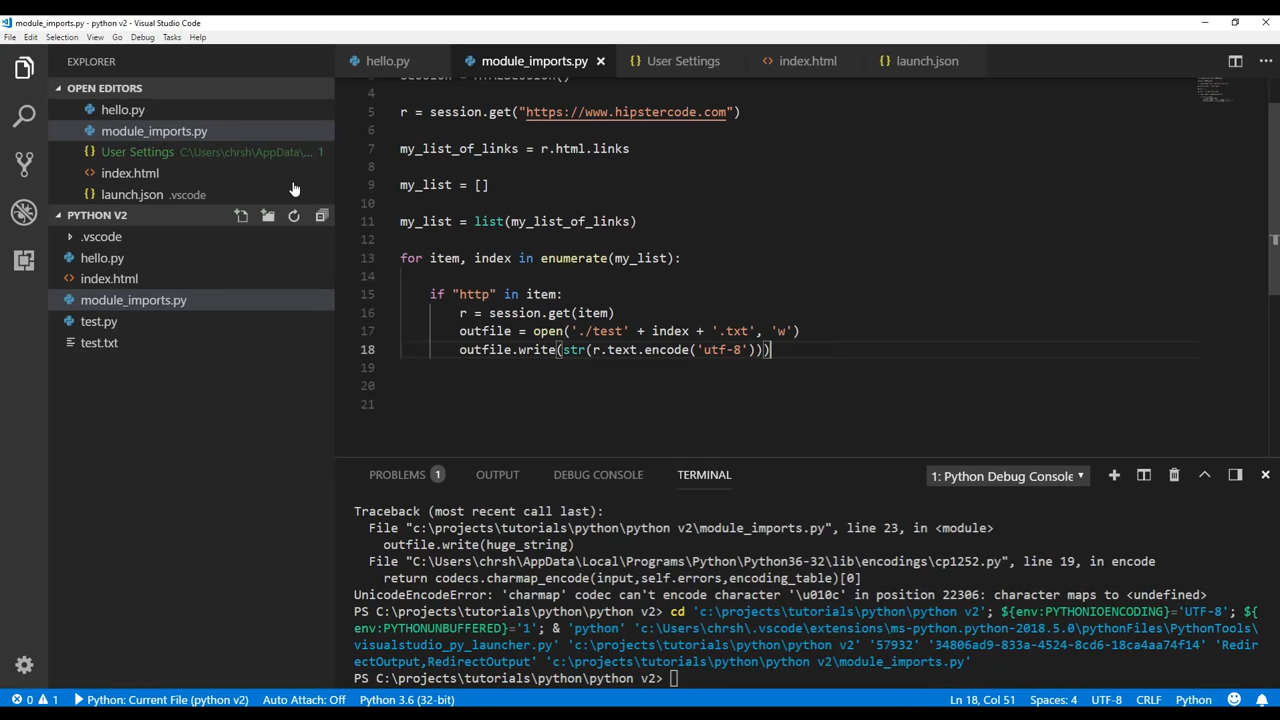 module_imports.py - python v2 - Visual Studio Code
File Edit Selection View Go Debug Tasks Help
EXPLORER
hello.py module_imports.py User Settings index.html launch.json
OPEN EDITORS
hello.py
module_imports.py
User Settings C:\Users\chrsh\AppData\... 1
index.html
launch.json .vscode
PYTHON V2
.vscode
hello.py
index.html
module_imports.py
test.py
test.txt
4
5 r = session.get("https://www.hipstercode.com")
6
7 my_list_of_links = r.html.links
8
9 my_list = []
10
11 my_list = list(my_list_of_links)
12
13 for item, index in enumerate(my_list):
14
15 if "http" in item:
16 r = session.get(item)
17 outfile = open('./test' + index + '.txt', 'w')
18 outfile.write(str(r.text.encode('utf-8')))
19
20
21
PROBLEMS 1 OUTPUT DEBUG CONSOLE TERMINAL 1: Python Debug Console
Traceback (most recent call last):
File "c:\projects\tutorials\python\python v2\module_imports.py", line 23, in <module>
outfile.write(huge_string)
File "C:\Users\chrsh\AppData\Local\Programs\Python\Python36-32\lib\encodings\cp1252.py", line 19, in encode
return codecs.charmap_encode(input,self.errors,encoding_table)[0]
UnicodeEncodeError: 'charmap' codec can't encode character '\u010c' in position 22306: character maps to <undefined>
PS C:\projects\tutorials\python\python v2> cd 'c:\projects\tutorials\python\python v2'; ${env:PYTHONIOENCODING}='UTF-8'; ${
env:PYTHONUNBUFFERED}='1'; & 'python' 'c:\Users\chrsh\.vscode\extensions\ms-python.python-2018.5.0\pythonFiles\PythonTools\
visualstudio_py_launcher.py' 'c:\projects\tutorials\python\python v2' '57932' '34806ad9-833a-4524-8cd6-18ca4aa74f14' 'Redir
ectOutput,RedirectOutput' 'c:\projects\tutorials\python\python v2\module_imports.py'
PS C:\projects\tutorials\python\python v2>
0 1 Python: Current File (python v2) Auto Attach: Off Python 3.6 (32-bit) Ln 18, Col 51 Spaces: 4 UTF-8 CRLF Python